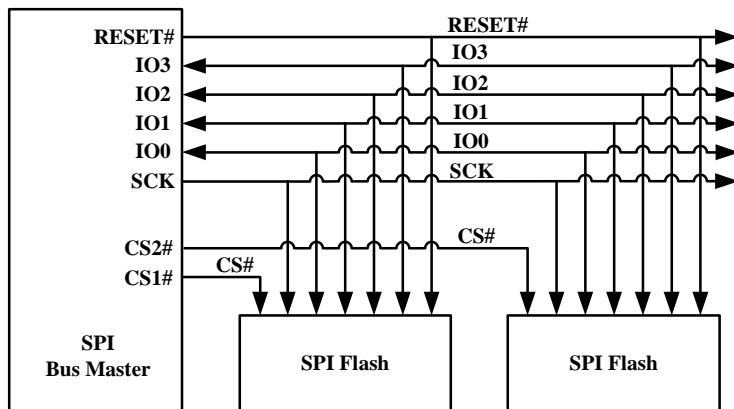 RESET#
RESET#
IO3
IO3
IO2
IO2
IO1
IO1
IO0
IO0
SCK
SCK
CS2#
CS#
CS1#
CS#
SPI
Bus Master
SPI Flash
SPI Flash